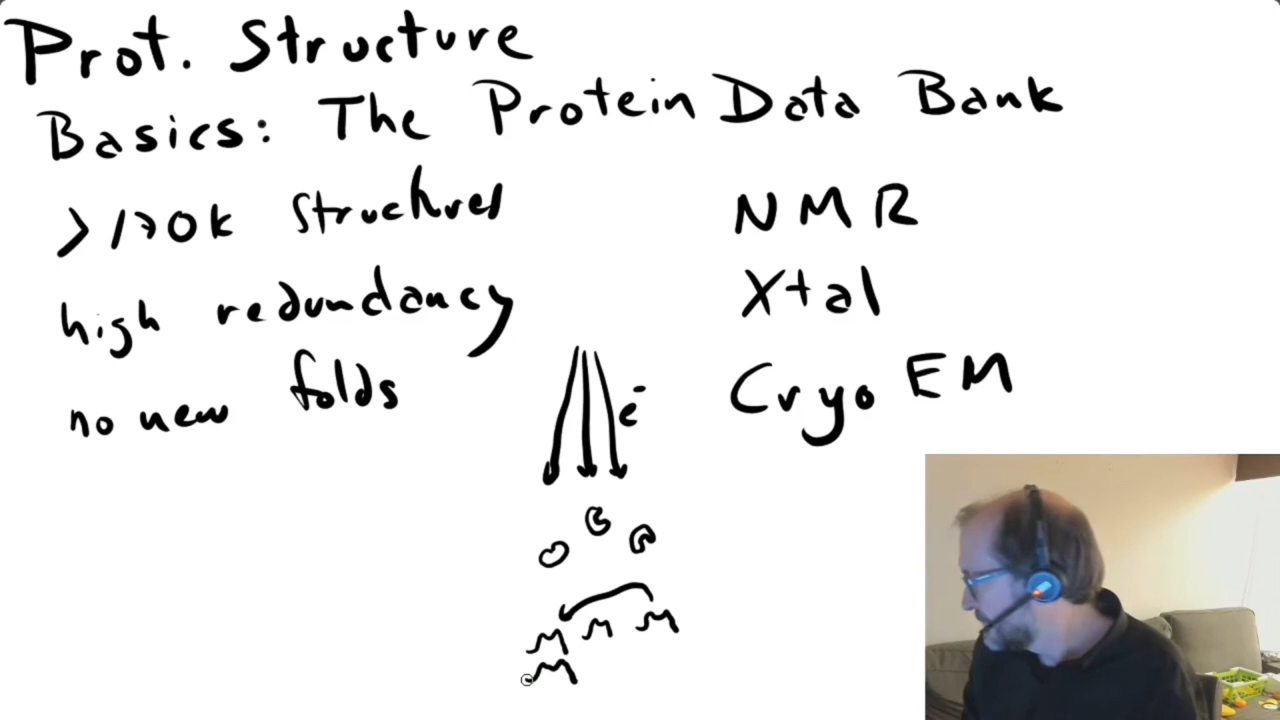 Prot. Structure
Basics: The Protein Data Bank
>170k structures
high redundancy
no new folds
NMR
Xtal
Cryo EM
e⁻